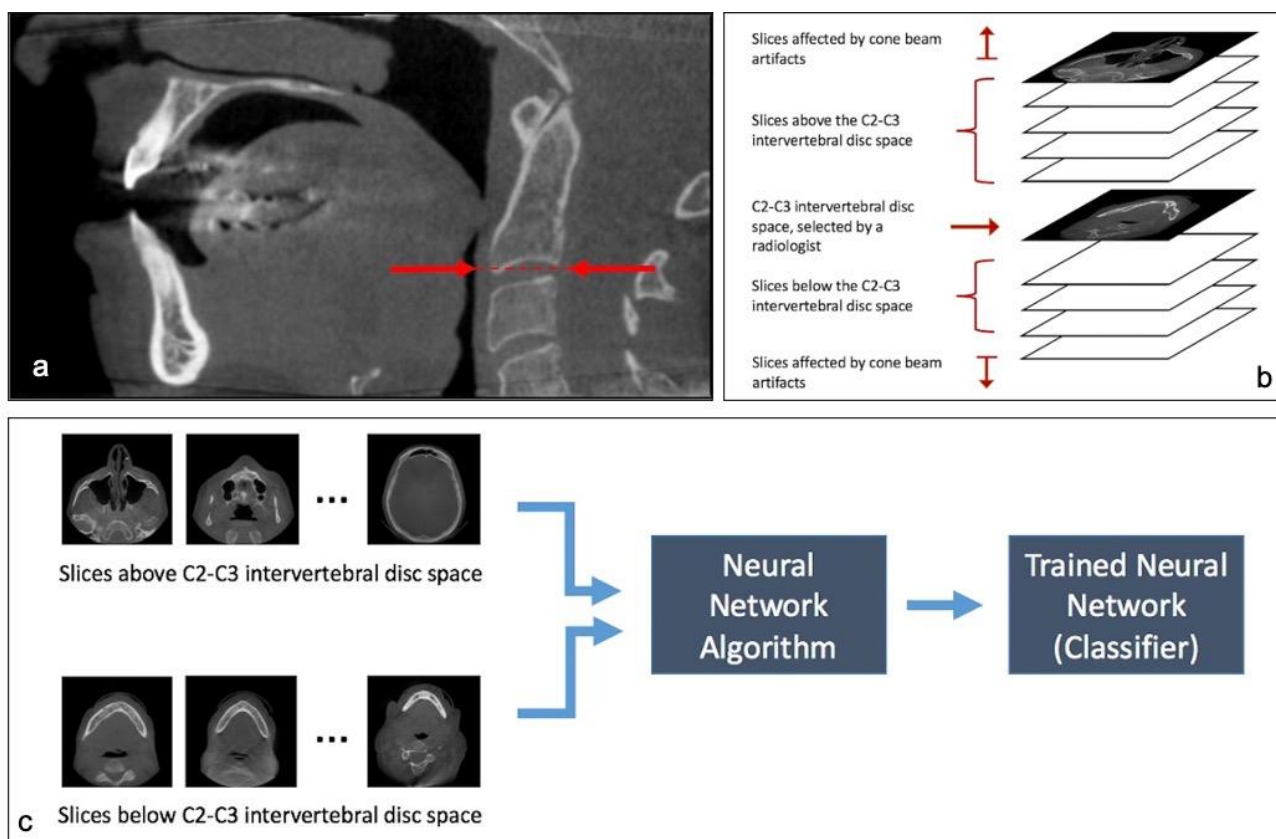 a
Slices affected by cone beam
artifacts
Slices above the C2-C3
intervertebral disc space
C2-C3 intervertebral disc
space, selected by a
radiologist
Slices below the C2-C3
intervertebral disc space
Slices affected by cone beam
artifacts
b
...
Slices above C2-C3 intervertebral disc space
Neural
Network
Algorithm
Trained Neural
Network
(Classifier)
...
Slices below C2-C3 intervertebral disc space
c